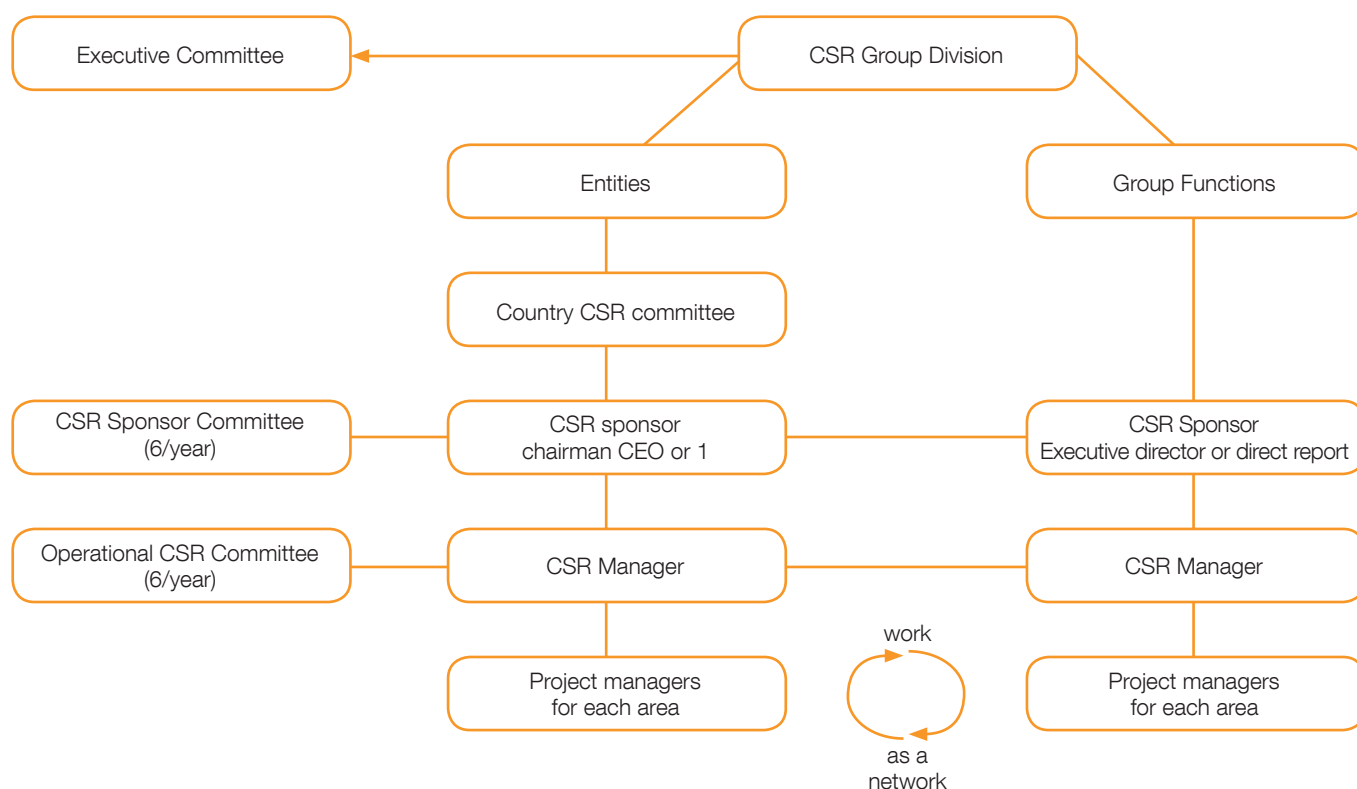 Executive Committee
CSR Group Division
Entities
Group Functions
Country CSR committee
CSR Sponsor Committee
(6/year)
CSR sponsor
chairman CEO or 1
CSR Sponsor
Executive director or direct report
Operational CSR Committee
(6/year)
CSR Manager
CSR Manager
Project managers
for each area
work
as a
network
Project managers
for each area